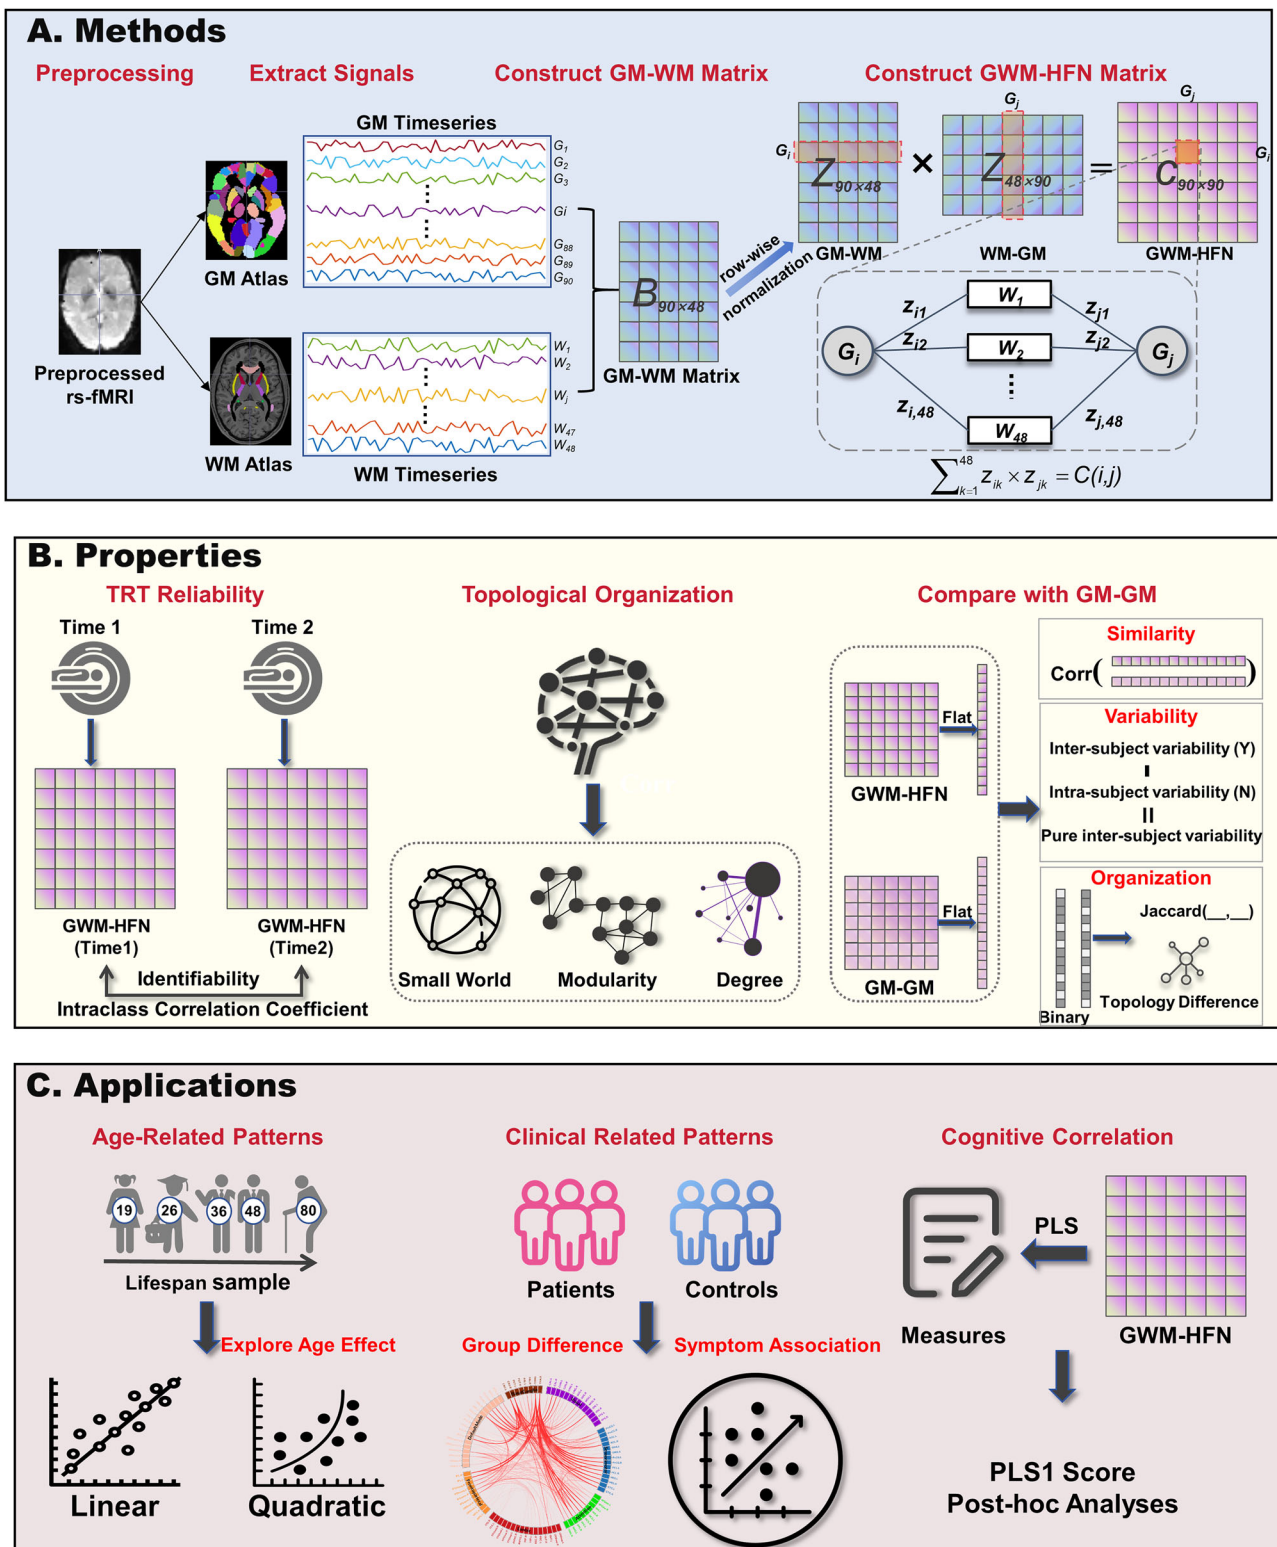 A. Methods
Preprocessing
Extract Signals
Construct GM-WM Matrix
Construct GWM-HFN Matrix
Preprocessed
rs-fMRI
GM Atlas
WM Atlas
GM Timeseries
G1
G2
G3
Gi
G88
G89
G90
W1
W2
Wj
W47
W48
WM Timeseries
B90×48
GM-WM Matrix
row-wise
normalization
Gi
Z90×48
GM-WM
×
Gj
Z48×90
WM-GM
=
Gj
Gi
C90×90
GWM-HFN
Gi
zi1
zi2
zi,48
W1
W2
W48
zj1
zj2
zj,48
Gj
∑k=1 48 zik × zjk = C(i,j)
B. Properties
TRT Reliability
Topological Organization
Compare with GM-GM
Time 1
Time 2
GWM-HFN
(Time1)
GWM-HFN
(Time2)
Identifiability
Intraclass Correlation Coefficient
Small World
Modularity
Degree
GWM-HFN
Flat
GM-GM
Flat
Similarity
Corr( )
Variability
Inter-subject variability (Y)
Intra-subject variability (N)
Pure inter-subject variability
Organization
Jaccard(__,__)
Topology Difference
Binary
C. Applications
Age-Related Patterns
Clinical Related Patterns
Cognitive Correlation
19
26
36
48
80
Lifespan sample
Explore Age Effect
Linear
Quadratic
Patients
Controls
Group Difference
Symptom Association
Measures
PLS
GWM-HFN
PLS1 Score
Post-hoc Analyses